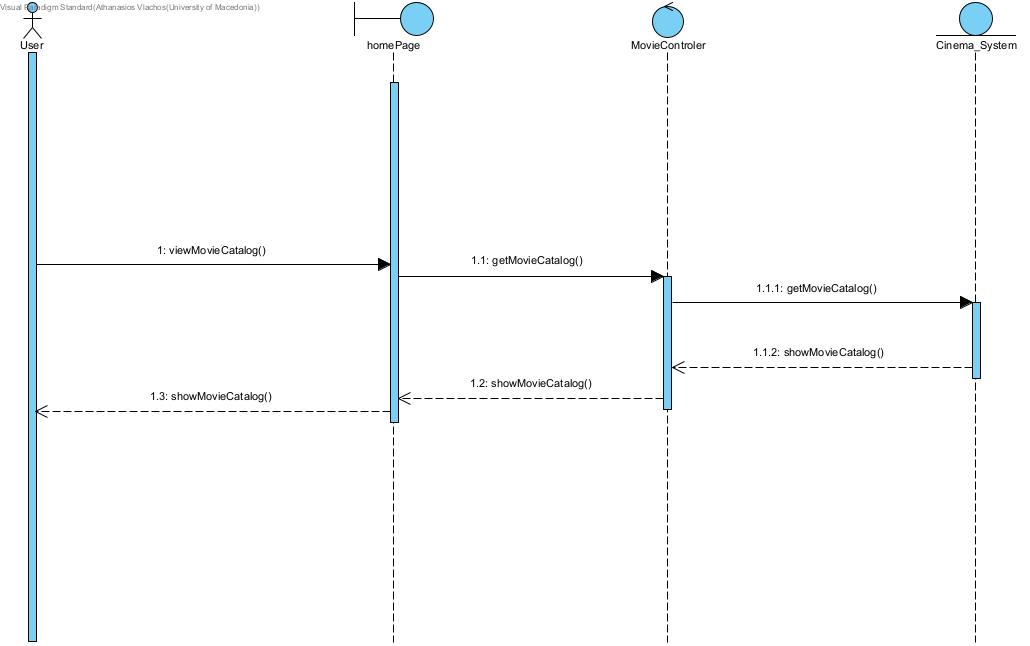 Visual Paradigm Standard(Athanasios Vlachos(University of Macedonia))
User
homePage
MovieControler
Cinema_System
1: viewMovieCatalog()
1.1: getMovieCatalog()
1.1.1: getMovieCatalog()
1.1.2: showMovieCatalog()
1.2: showMovieCatalog()
1.3: showMovieCatalog()